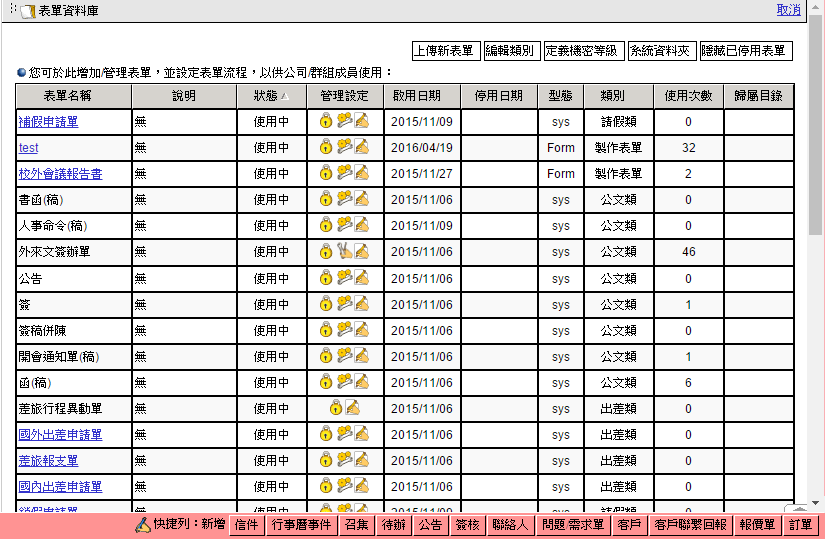 表單資料庫 取消
上傳新表單 編輯類別 定義機密等級 系統資料夾 隱藏已停用表單
您可於此增加/管理表單，並設定表單流程，以供公司/群組成員使用：
表單名稱 說明 狀態 管理設定 啟用日期 停用日期 型態 類別 使用次數 歸屬目錄
補假申請單 無 使用中 2015/11/09 sys 請假類 0
test 無 使用中 2016/04/19 Form 製作表單 32
校外會議報告書 無 使用中 2015/11/27 Form 製作表單 2
書函(稿) 無 使用中 2015/11/06 sys 公文類 0
人事命令(稿) 無 使用中 2015/11/09 sys 公文類 0
外來文簽辦單 無 使用中 2015/11/06 sys 公文類 46
公告 無 使用中 2015/11/06 sys 公文類 0
簽 無 使用中 2015/11/06 sys 公文類 1
簽稿併陳 無 使用中 2015/11/06 sys 公文類 0
開會通知單(稿) 無 使用中 2015/11/06 sys 公文類 1
函(稿) 無 使用中 2015/11/06 sys 公文類 6
差旅行程異動單 無 使用中 2015/11/06 sys 出差類 0
國外出差申請單 無 使用中 2015/11/06 sys 出差類 0
差旅報支單 無 使用中 2015/11/06 sys 出差類 0
國內出差申請單 無 使用中 2015/11/06 sys 出差類 0
銷假申請單 無 使用中 2015/11/06 sys 請假類 0
快捷列：新增 信件 行事曆事件 召集 待辦 公告 簽核 聯絡人 問題/需求單 客戶 客戶聯繫回報 報價單 訂單